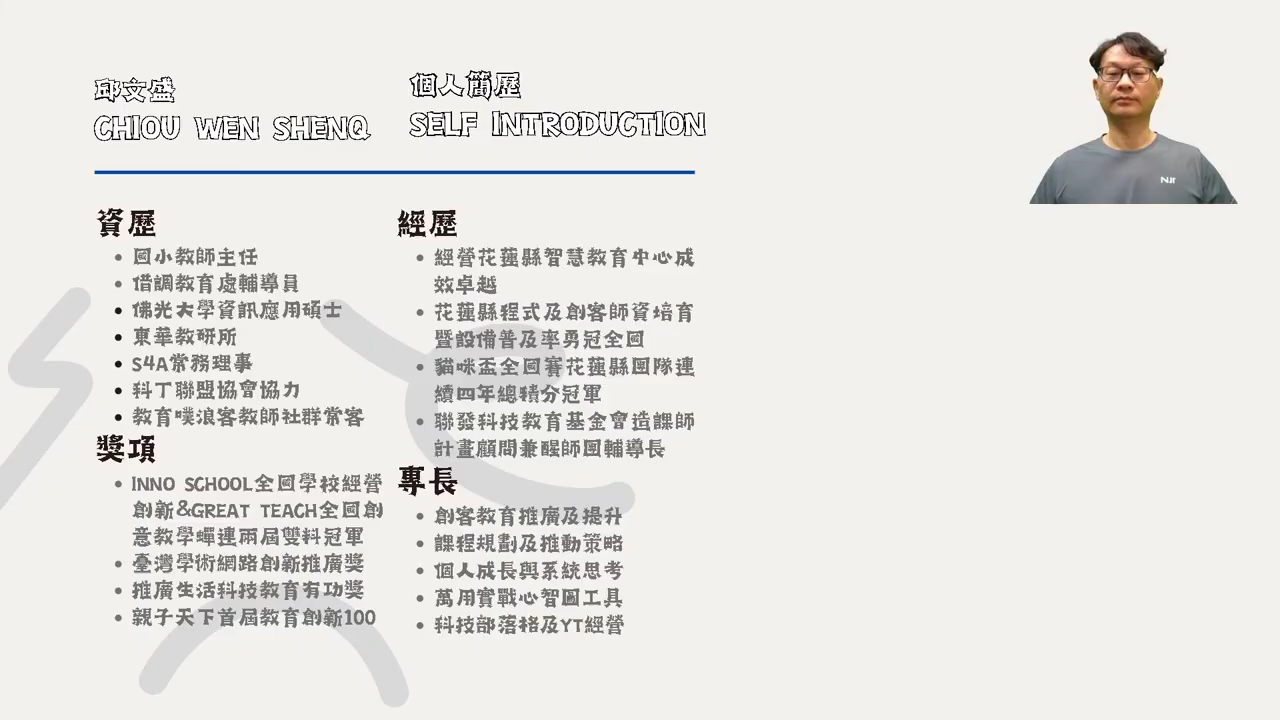 邱文盛
CHIOU WEN SHENQ
個人簡歷
SELF INTRODUCTION
資歷
國小教師主任
借調教育處輔導員
佛光大學資訊應用碩士
東華教研所
S4A常務理事
科丁聯盟協會協力
教育噗浪客教師社群常客
獎項
INNO SCHOOL全國學校經營
創新&GREAT TEACH全國創
意教學蟬連兩屆雙料冠軍
臺灣學術網路創新推廣獎
推廣生活科技教育有功獎
親子天下首屆教育創新100
經歷
經營花蓮縣智慧教育中心成
效卓越
花蓮縣程式及創客師資培育
暨設備普及率勇冠全國
貓咪盃全國賽花蓮縣團隊連
續四年總積分冠軍
聯發科技教育基金會造課師
計畫顧問兼醒師團輔導長
專長
創客教育推廣及提升
課程規劃及推動策略
個人成長與系統思考
萬用實戰心智圖工具
科技部落格及YT經營
NJI